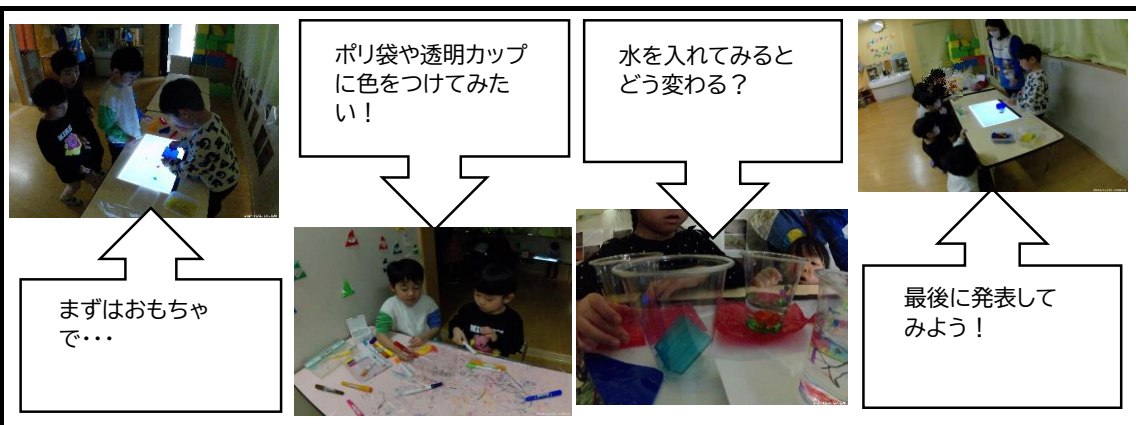 まずはおもちゃ
で・・・
ポリ袋や透明カップ
に色をつけてみた
い！
水を入れてみると
どう変わる？
最後に発表して
みよう！